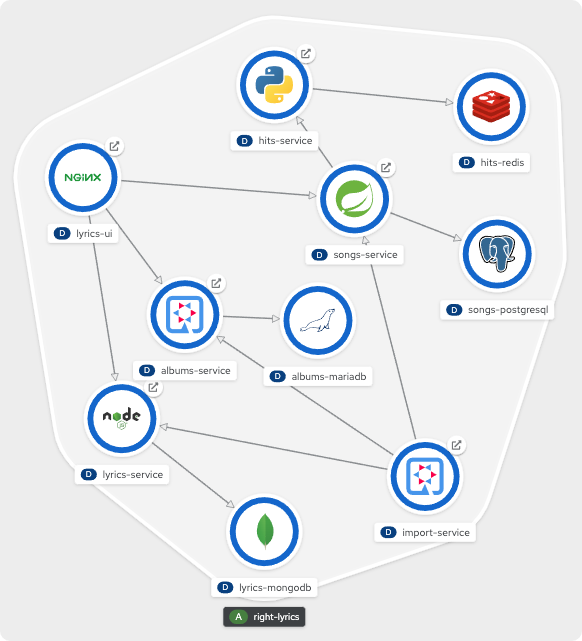 D hits-service
D hits-redis
NGINX
D lyrics-ui
D songs-service
D songs-postgresql
D albums-service
D albums-mariadb
node
JS
D lyrics-service
D import-service
D lyrics-mongodb
A right-lyrics